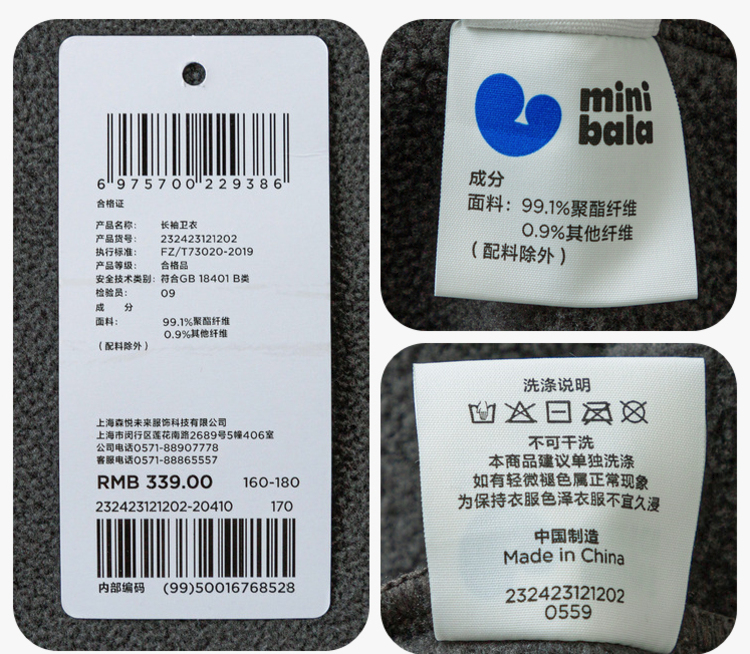 6 975700 229386
合格证
产品名称: 长袖卫衣
产品货号: 232423121202
执行标准: FZ/T73020-2019
产品等级: 合格品
安全技术类别: 符合GB 18401 B类
检验员: 09
成 分
面料: 99.1%聚酯纤维
0.9%其他纤维
(配料除外)
上海森悦未来服饰科技有限公司
上海市闵行区莲花南路2689号5幢406室
公司电话0571-88907778
客服电话0571-88865557
RMB 339.00 160-180
232423121202-20410 170
内部编码 (99)50016768528
mini
bala
成分
面料: 99.1%聚酯纤维
0.9%其他纤维
(配料除外)
洗涤说明
不可干洗
本商品建议单独洗涤
如有轻微褪色属正常现象
为保持衣服色泽衣服不宜久浸
中国制造
Made in China
232423121202
0559